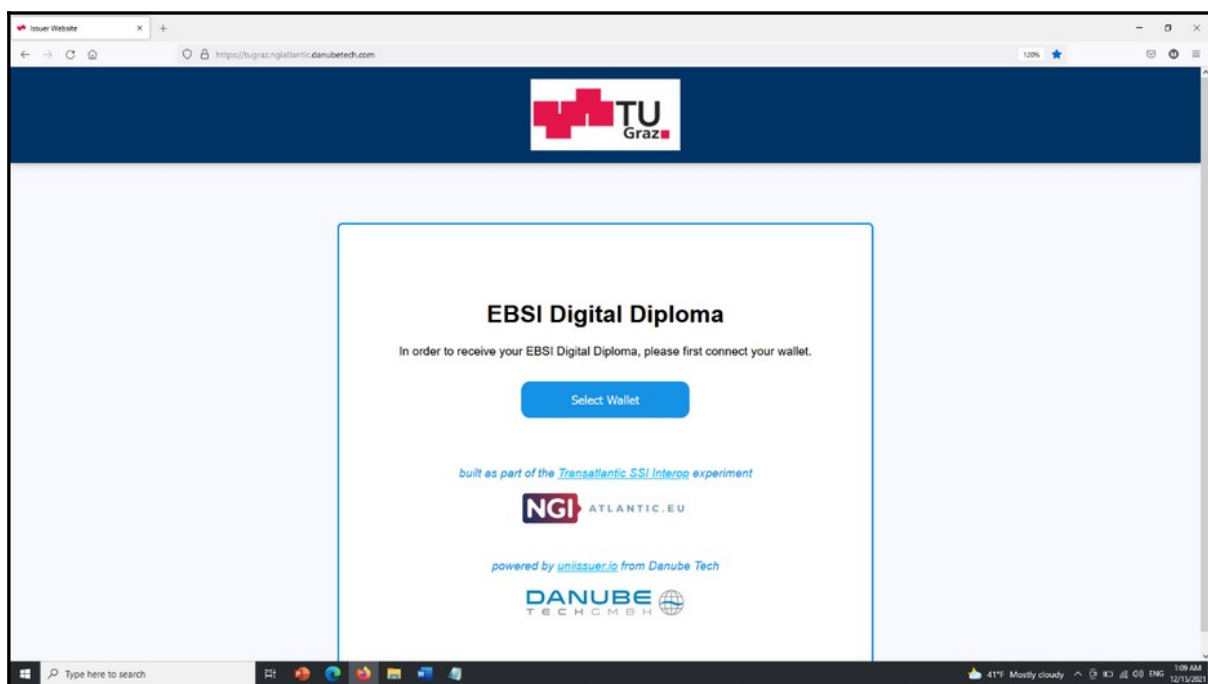 Issuer Website
https://tugraz.ngiatlantic.danubetech.com
120%
TU
Graz
EBSI Digital Diploma
In order to receive your EBSI Digital Diploma, please first connect your wallet.
Select Wallet
built as part of the Transatlantic SSI Interop experiment
NGI ATLANTIC.EU
powered by uniissuer.io from Danube Tech
DANUBE
TECHGMBH
Type here to search
41°F Mostly cloudy
ENG
1:09 AM
12/15/2021